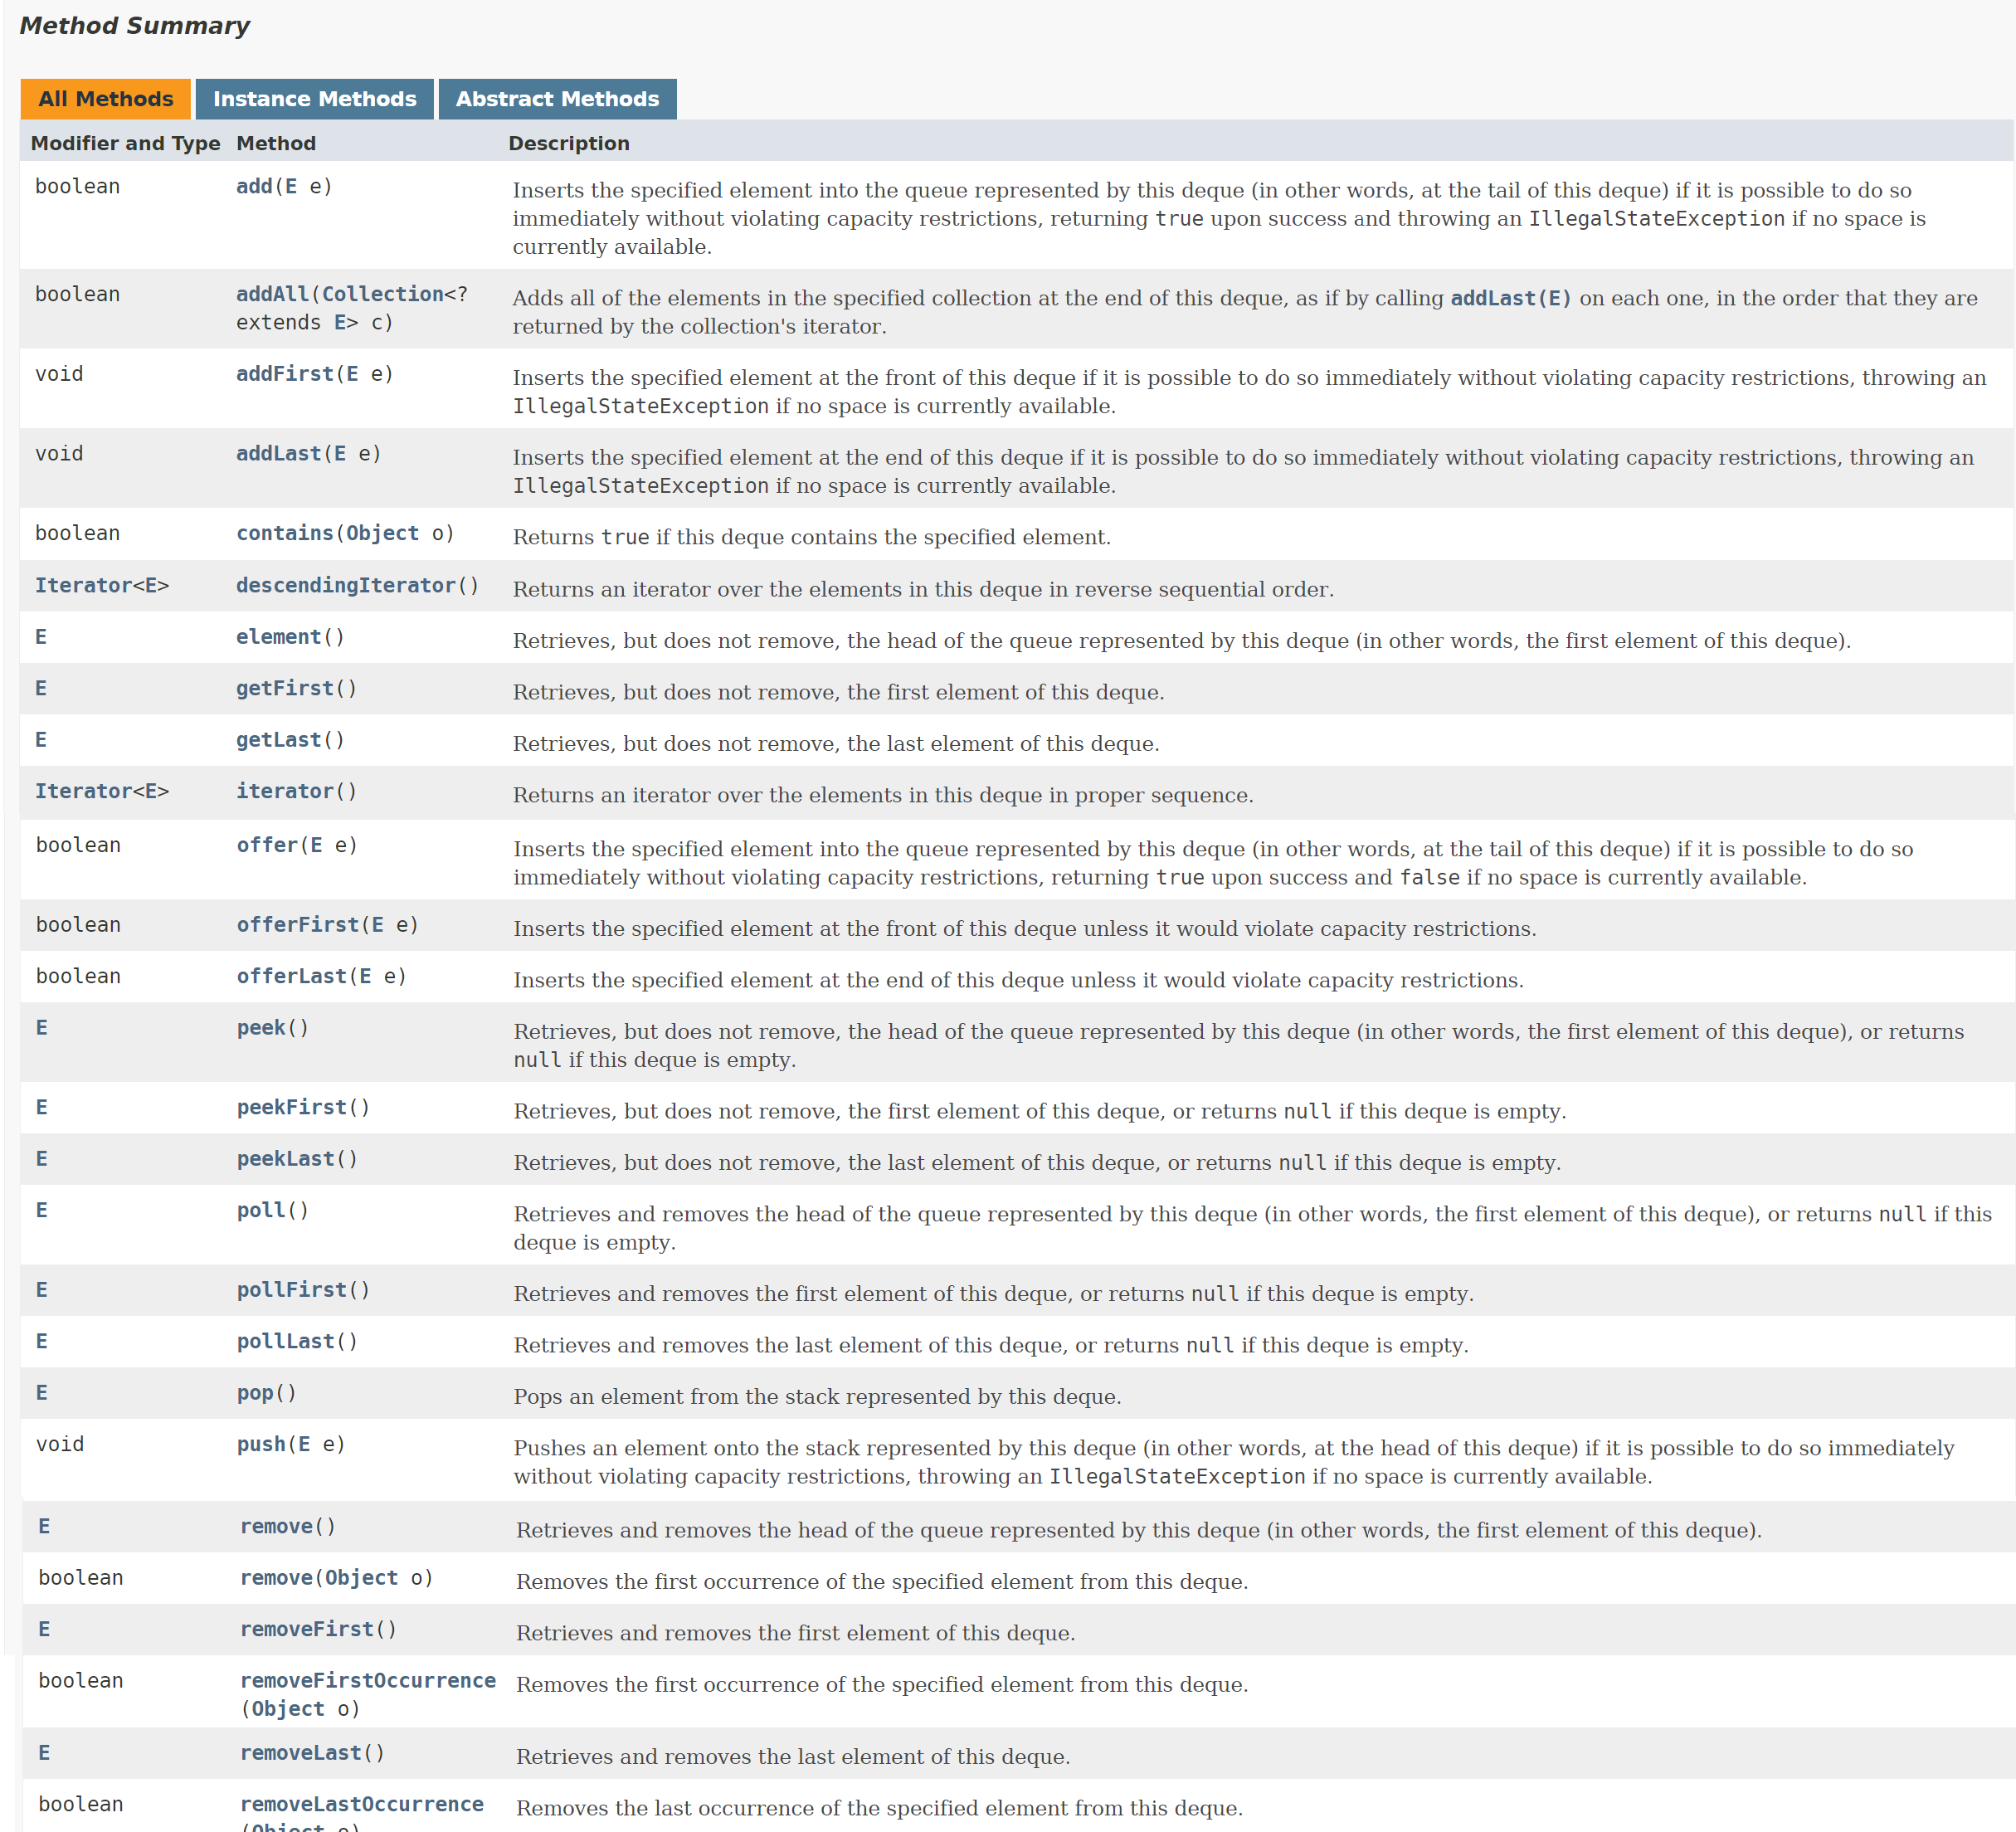 Method Summary
All Methods Instance Methods Abstract Methods
Modifier and Type Method Description
boolean add(E e) Inserts the specified element into the queue represented by this deque (in other words, at the tail of this deque) if it is possible to do so
immediately without violating capacity restrictions, returning true upon success and throwing an IllegalStateException if no space is
currently available.
boolean addAll(Collection<? Adds all of the elements in the specified collection at the end of this deque, as if by calling addLast(E) on each one, in the order that they are
extends E> c) returned by the collection's iterator.
void addFirst(E e) Inserts the specified element at the front of this deque if it is possible to do so immediately without violating capacity restrictions, throwing an
IllegalStateException if no space is currently available.
void addLast(E e) Inserts the specified element at the end of this deque if it is possible to do so immediately without violating capacity restrictions, throwing an
IllegalStateException if no space is currently available.
boolean contains(Object o) Returns true if this deque contains the specified element.
Iterator<E> descendingIterator() Returns an iterator over the elements in this deque in reverse sequential order.
E element() Retrieves, but does not remove, the head of the queue represented by this deque (in other words, the first element of this deque).
E getFirst() Retrieves, but does not remove, the first element of this deque.
E getLast() Retrieves, but does not remove, the last element of this deque.
Iterator<E> iterator() Returns an iterator over the elements in this deque in proper sequence.
boolean offer(E e) Inserts the specified element into the queue represented by this deque (in other words, at the tail of this deque) if it is possible to do so
immediately without violating capacity restrictions, returning true upon success and false if no space is currently available.
boolean offerFirst(E e) Inserts the specified element at the front of this deque unless it would violate capacity restrictions.
boolean offerLast(E e) Inserts the specified element at the end of this deque unless it would violate capacity restrictions.
E peek() Retrieves, but does not remove, the head of the queue represented by this deque (in other words, the first element of this deque), or returns
null if this deque is empty.
E peekFirst() Retrieves, but does not remove, the first element of this deque, or returns null if this deque is empty.
E peekLast() Retrieves, but does not remove, the last element of this deque, or returns null if this deque is empty.
E poll() Retrieves and removes the head of the queue represented by this deque (in other words, the first element of this deque), or returns null if this
deque is empty.
E pollFirst() Retrieves and removes the first element of this deque, or returns null if this deque is empty.
E pollLast() Retrieves and removes the last element of this deque, or returns null if this deque is empty.
E pop() Pops an element from the stack represented by this deque.
void push(E e) Pushes an element onto the stack represented by this deque (in other words, at the head of this deque) if it is possible to do so immediately
without violating capacity restrictions, throwing an IllegalStateException if no space is currently available.
E remove() Retrieves and removes the head of the queue represented by this deque (in other words, the first element of this deque).
boolean remove(Object o) Removes the first occurrence of the specified element from this deque.
E removeFirst() Retrieves and removes the first element of this deque.
boolean removeFirstOccurrence Removes the first occurrence of the specified element from this deque.
(Object o)
E removeLast() Retrieves and removes the last element of this deque.
boolean removeLastOccurrence Removes the last occurrence of the specified element from this deque.
(Object o)